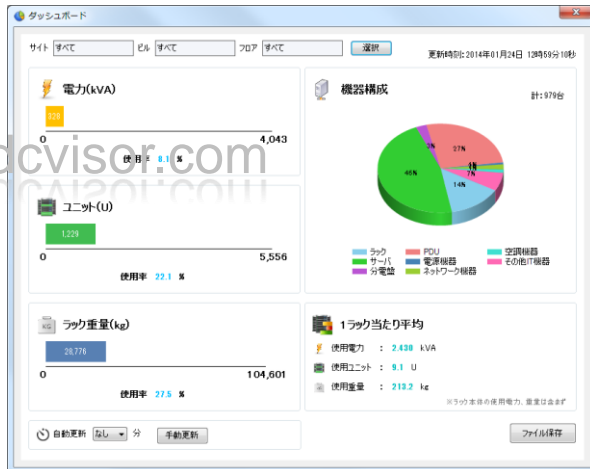 ダッシュボード
サイト すべて ビル すべて フロア すべて 選択
更新時刻:2014年01月24日 12時59分10秒
電力(kVA)
0 4,043
使用率 8.1 %
ユニット(U)
1,229
0 5,556
使用率 22.1 %
ラック重量(kg)
28,776
0 104,601
使用率 27.5 %
自動更新 なし 分 手動更新
機器構成
計:979台
3% 27%
46%
7%
14%
ラック PDU 空調機器
サーバ 電源機器 その他IT機器
分電盤 ネットワーク機器
1ラック当たり平均
使用電力 : 2.430 kVA
使用ユニット : 9.1 U
使用重量 : 213.2 kg
※ラック本体の使用電力、重量は含まず
ファイル保存
dcvisor.com